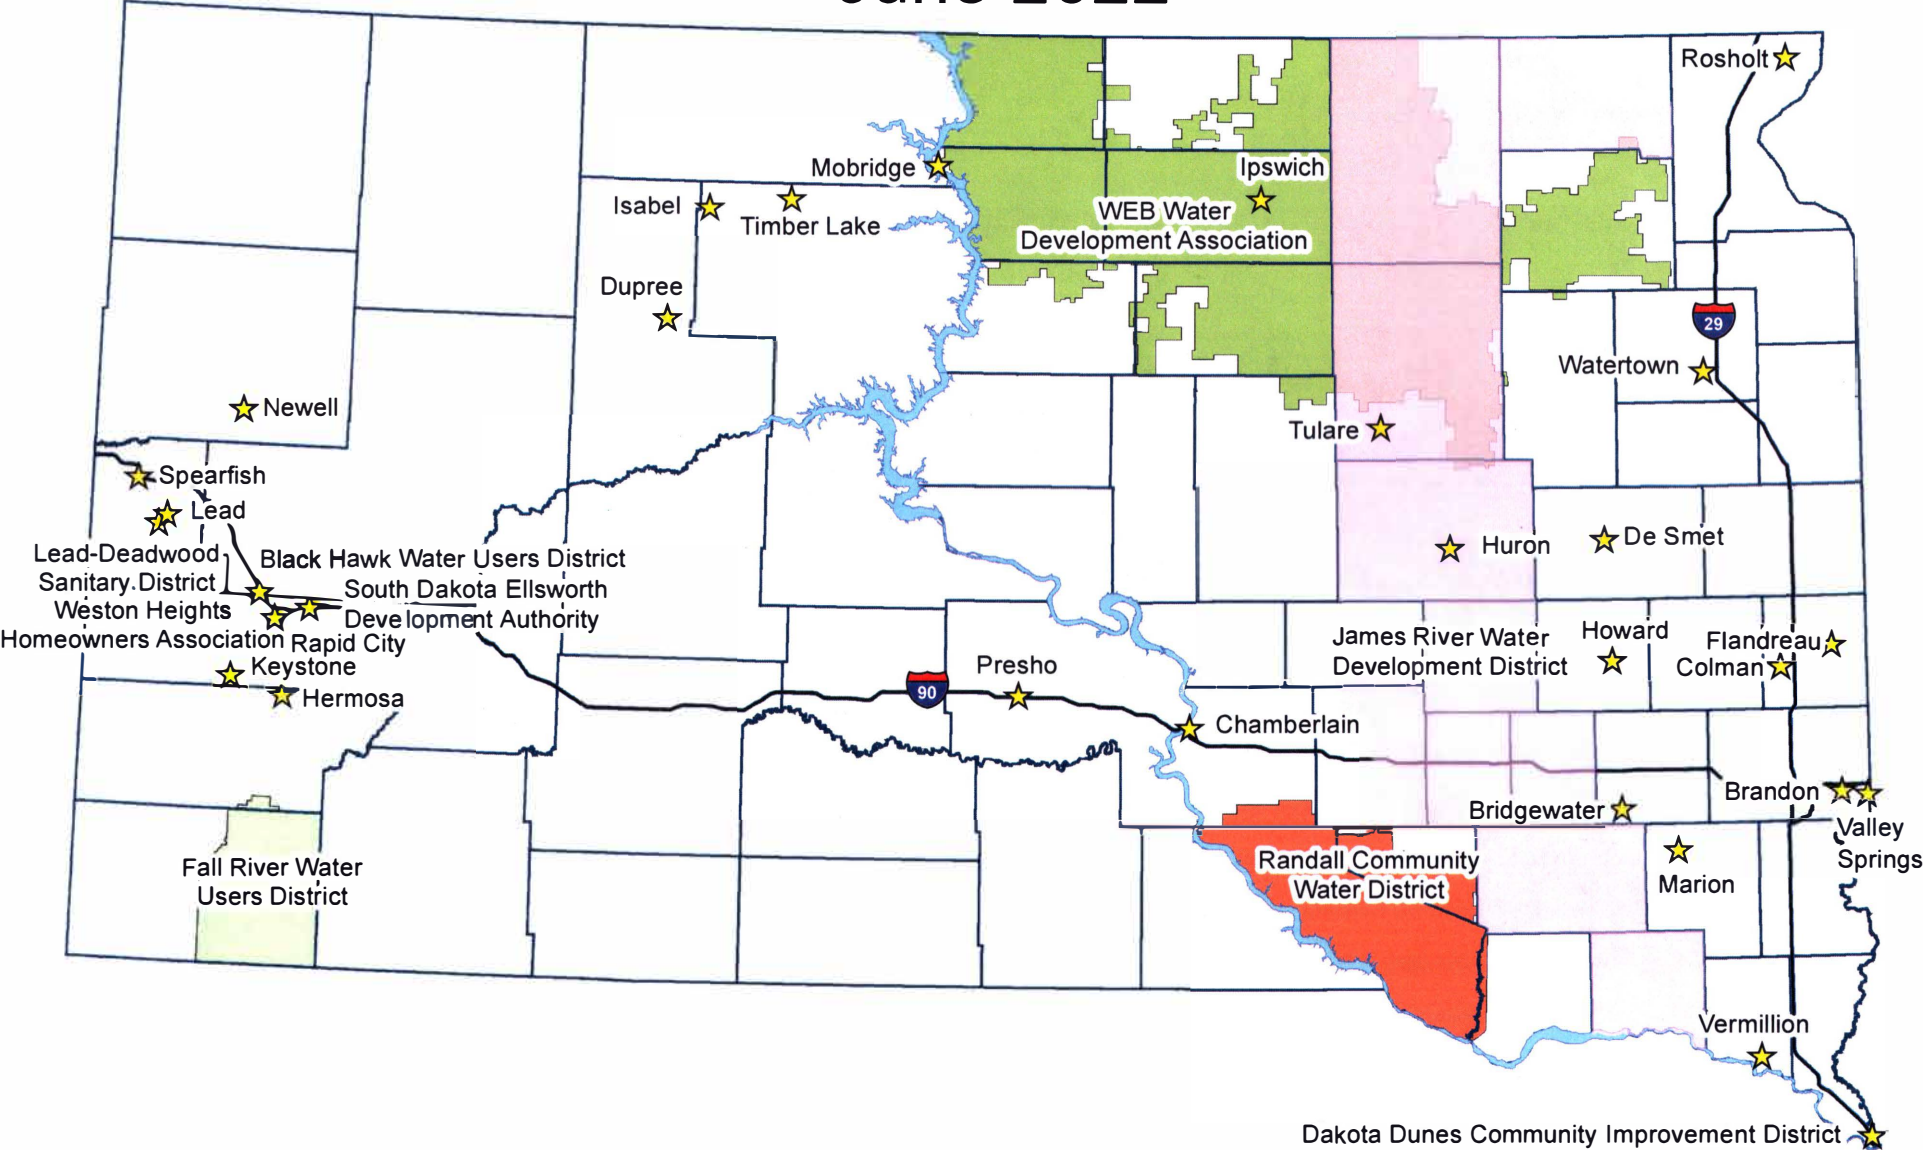 Rosholt
Mobridge
Ipswich
Isabel
Timber Lake
WEB Water
Development Association
Dupree
29
Watertown
Newell
Tulare
Spearfish
Lead
Huron
De Smet
Lead-Deadwood
Sanitary District
Black Hawk Water Users District
South Dakota Ellsworth
Development Authority
Weston Heights
Homeowners Association
Rapid City
Keystone
Hermosa
James River Water
Development District
Howard
Flandreau
Colman
Presho
90
Chamberlain
Brandon
Bridgewater
Valley
Springs
Fall River Water
Users District
Randall Community
Water District
Marion
Vermillion
Dakota Dunes Community Improvement District